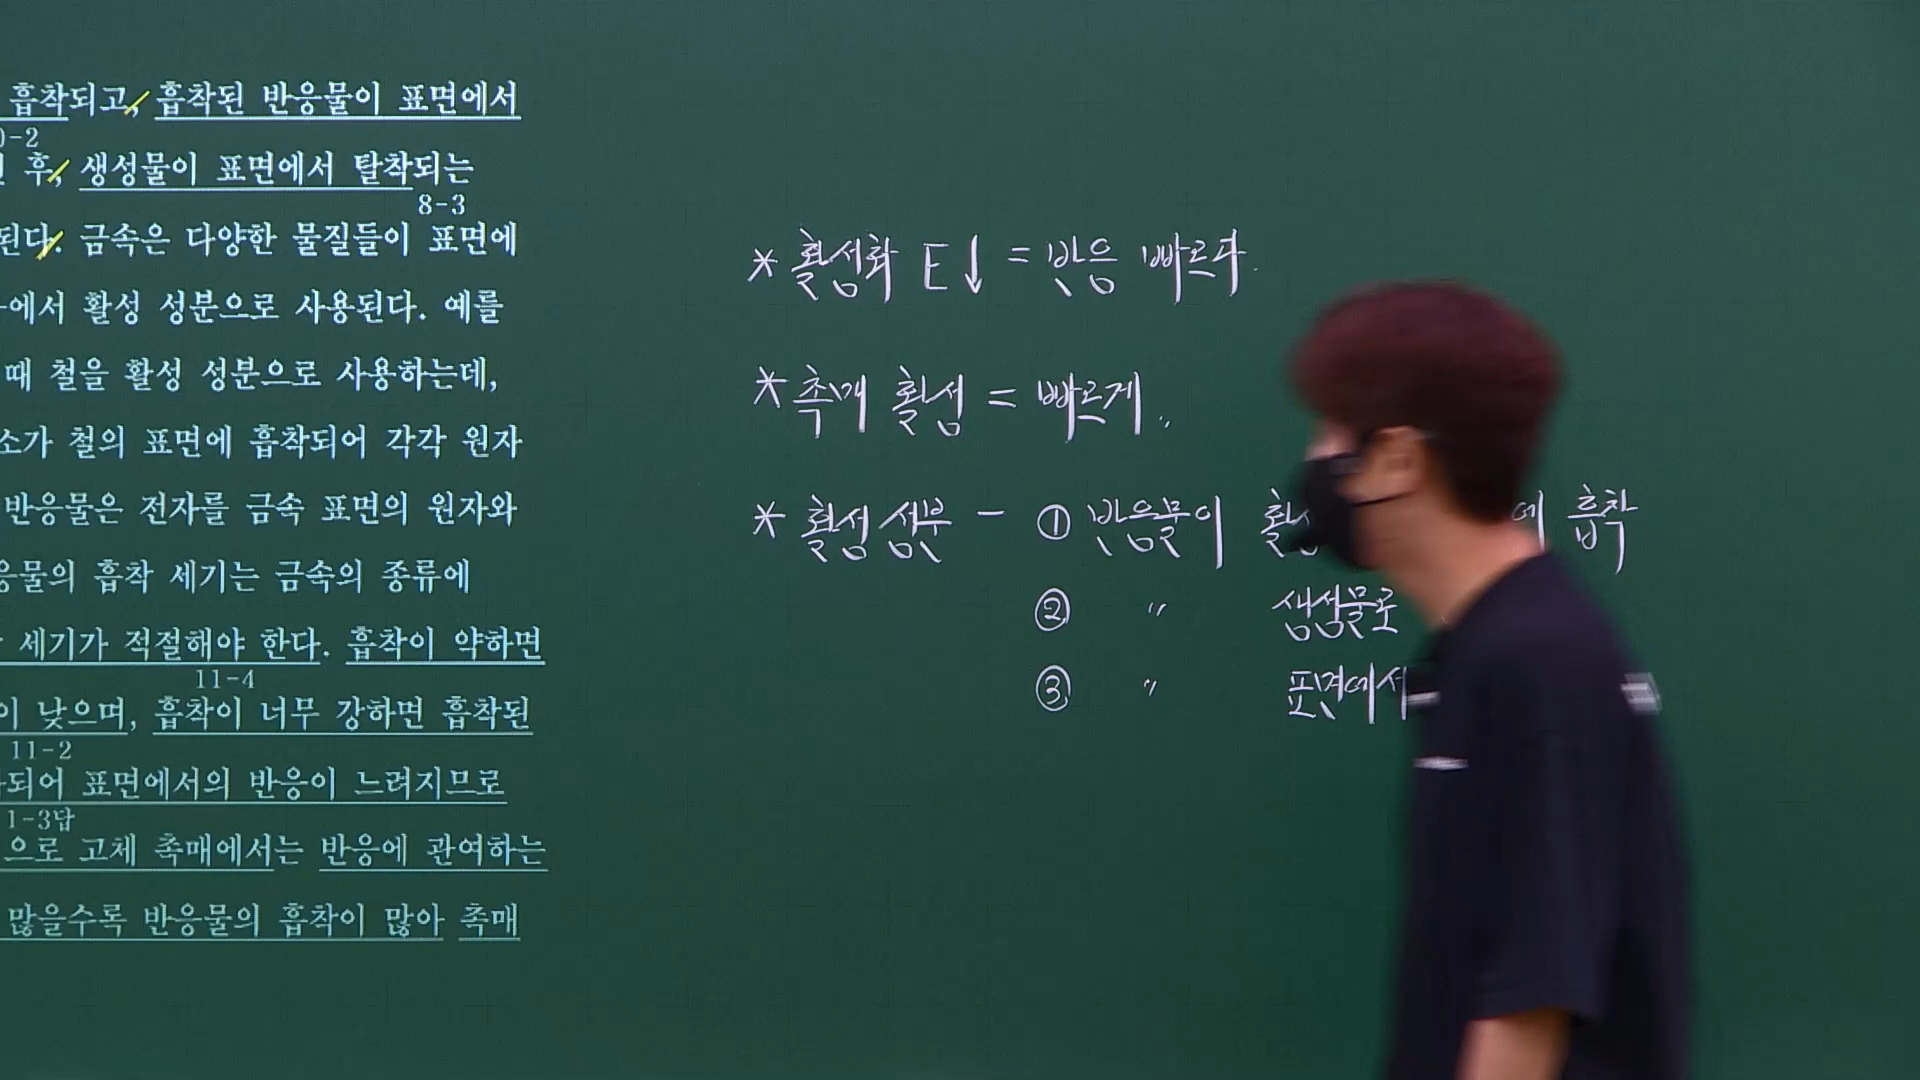 흡착되고, 흡착된 반응물이 표면에서
0-2
후, 생성물이 표면에서 탈착되는
8-3
된다. 금속은 다양한 물질들이 표면에
에서 활성 성분으로 사용된다. 예를
때 철을 활성 성분으로 사용하는데,
소가 철의 표면에 흡착되어 각각 원자
반응물은 전자를 금속 표면의 원자와
응물의 흡착 세기는 금속의 종류에
세기가 적절해야 한다. 흡착이 약하면
11-4
이 낮으며, 흡착이 너무 강하면 흡착된
11-2
되어 표면에서의 반응이 느려지므로
1-3답
으로 고체 촉매에서는 반응에 관여하는
많을수록 반응물의 흡착이 많아 촉매
* 활성화 E↓ = 반응 빠르다.
* 촉매 활성 = 빠르게..
* 활성 성분 - ① 반응물이 활성 에 흡착
② 〃 생성물로
③ 〃 표면에서